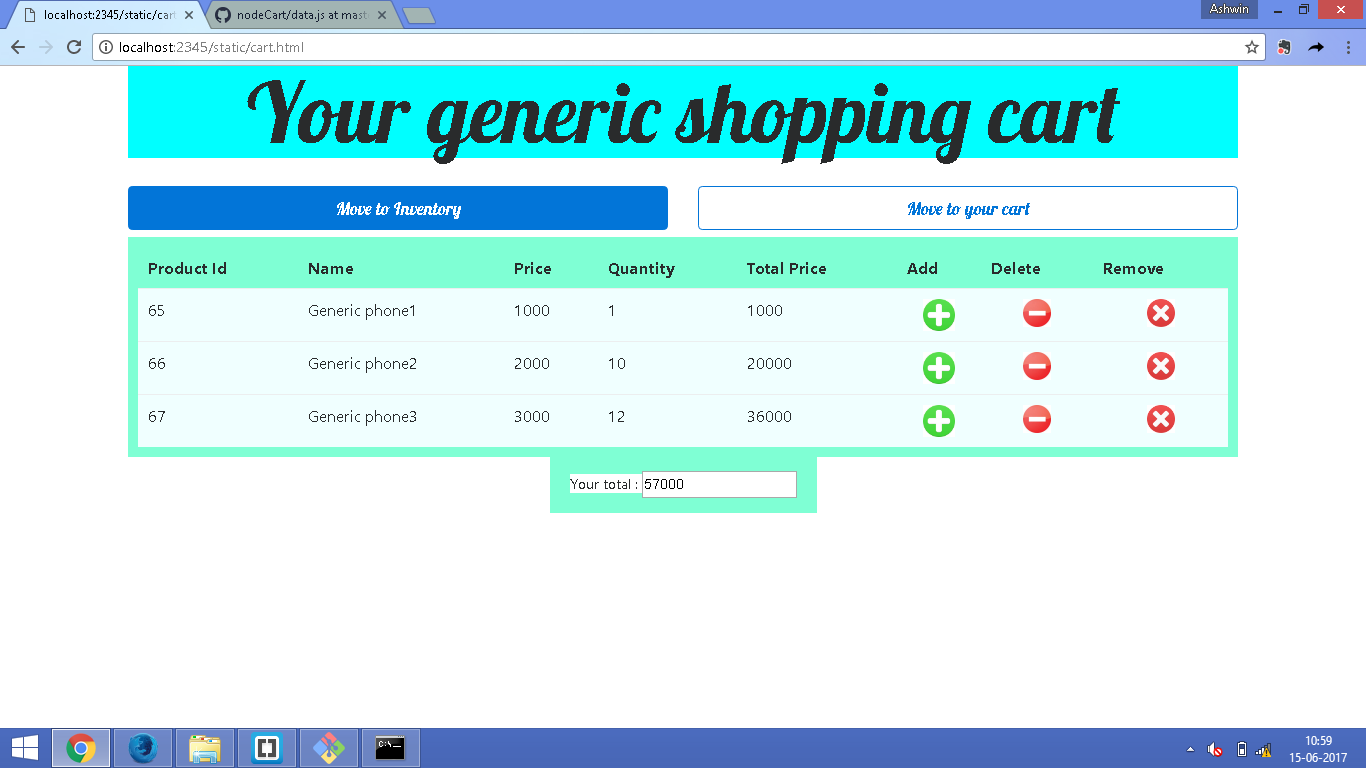 localhost:2345/static/cart
nodeCart/data.js at maste
Ashwin
localhost:2345/static/cart.html
Your generic shopping cart
Move to Inventory
Move to your cart
Product Id Name Price Quantity Total Price Add Delete Remove
65 Generic phone1 1000 1 1000
66 Generic phone2 2000 10 20000
67 Generic phone3 3000 12 36000
Your total : 57000
C:\_
10:59
15-06-2017